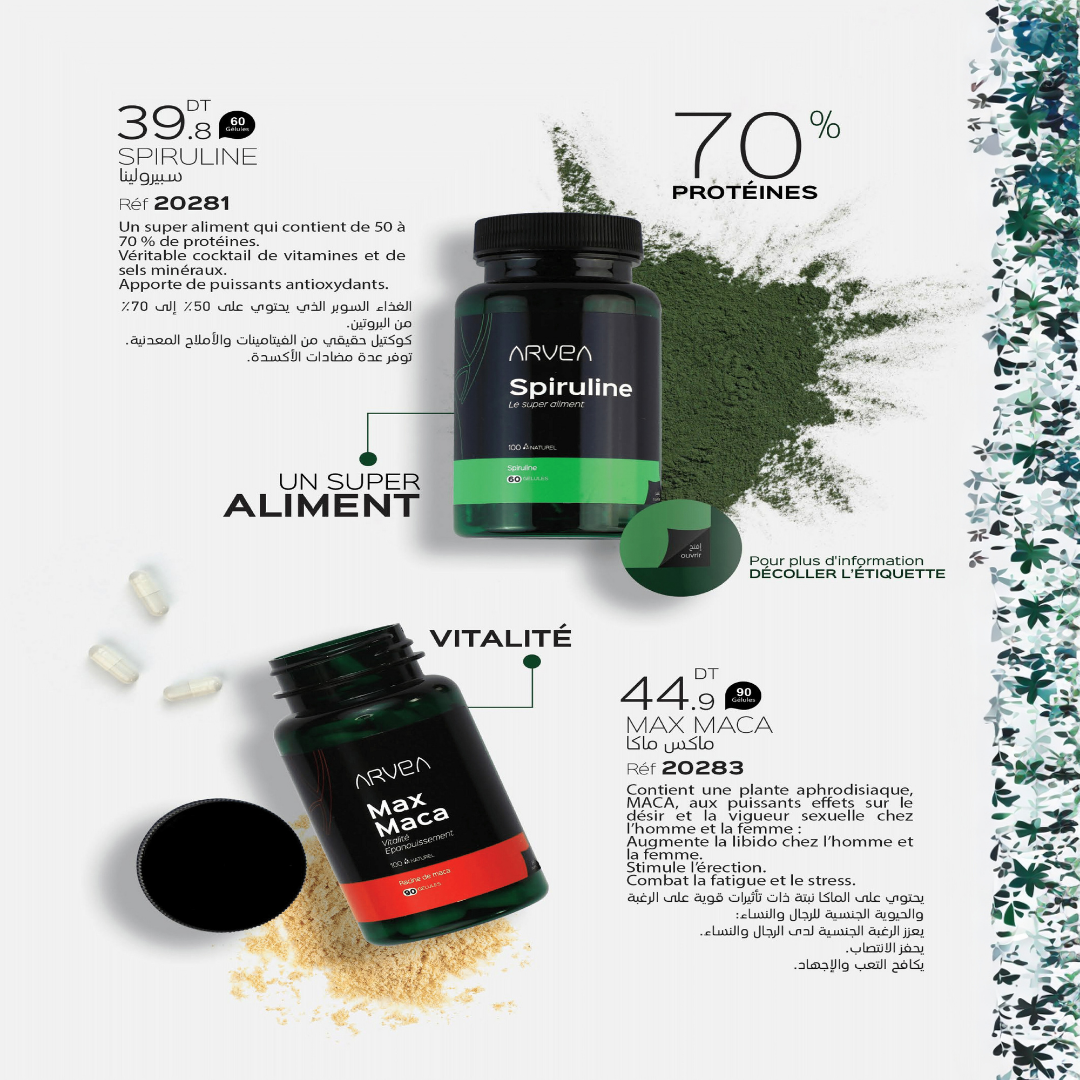 39.8 DT
60
Gélules
SPIRULINE
سبيرولينا
Réf 20281
Un super aliment qui contient de 50 à
70 % de protéines.
Véritable cocktail de vitamines et de
sels minéraux.
Apporte de puissants antioxydants.
الغذاء السوبر الذي يحتوي على 50٪ إلى 70٪
من البروتين.
كوكتيل حقيقي من الفيتامينات والأملاح المعدنية.
توفر عدة مضادات الأكسدة.
70%
PROTÉINES
ARVEA
Spiruline
Le super aliment
100 NATUREL
Spiruline
60 GÉLULES
UN SUPER
ALIMENT
إفتح
ouvrir
Pour plus d'information
DÉCOLLER L'ÉTIQUETTE
VITALITÉ
ARVEA
Max
Maca
Vitalité
Epanouissement
100 NATUREL
Racine de maca
90 GÉLULES
44.9 DT
90
Gélules
MAX MACA
ماكس ماكا
Réf 20283
Contient une plante aphrodisiaque,
MACA, aux puissants effets sur le
désir et la vigueur sexuelle chez
l'homme et la femme :
Augmente la libido chez l'homme et
la femme.
Stimule l'érection.
Combat la fatigue et le stress.
يحتوي على الماكا نبتة ذات تأثيرات قوية على الرغبة
والحيوية الجنسية للرجال والنساء:
يعزز الرغبة الجنسية لدى الرجال والنساء.
يحفز الانتصاب.
يكافح التعب والإجهاد.